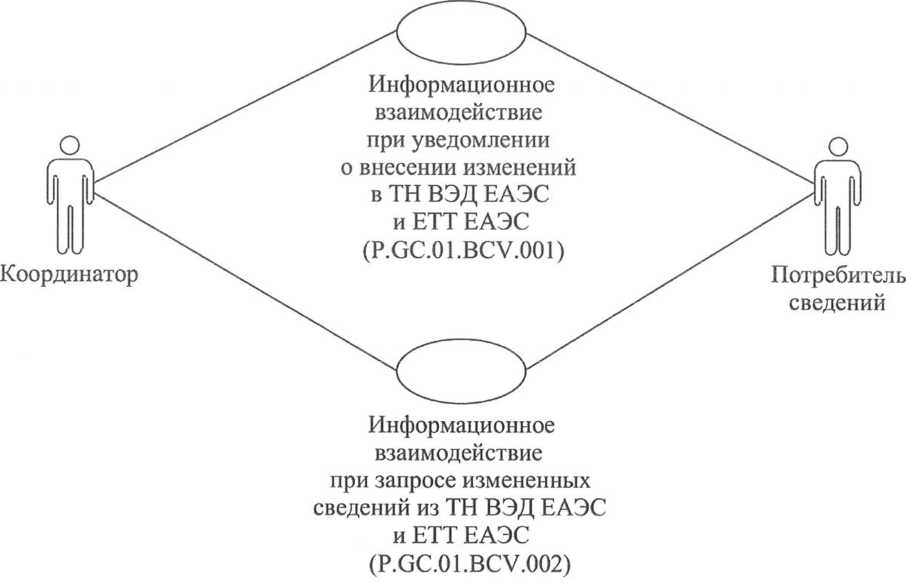 Информационное
взаимодействие
при уведомлении
о внесении изменений
в ТН ВЭД ЕАЭС
и ЕТТ ЕАЭС
(P.GC.01.BCV.001)
Координатор
Потребитель
сведений
Информационное
взаимодействие
при запросе измененных
сведений из ТН ВЭД ЕАЭС
и ЕТТ ЕАЭС
(P.GC.01.BCV.002)